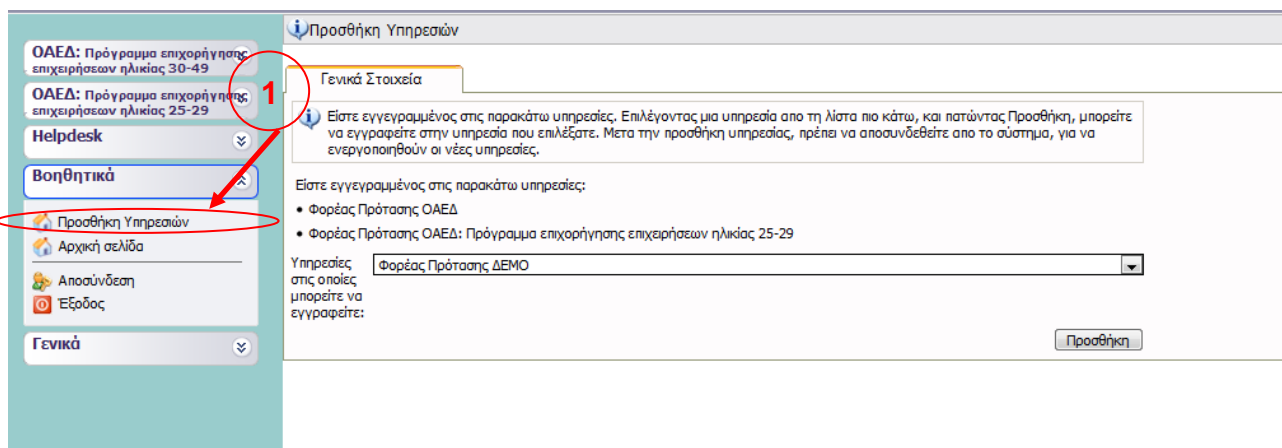 ΟΑΕΔ: Πρόγραμμα επιχορήγησης
επιχειρήσεων ηλικίας 30-49
ΟΑΕΔ: Πρόγραμμα επιχορήγησης
επιχειρήσεων ηλικίας 25-29
1
Helpdesk
Βοηθητικά
Προσθήκη Υπηρεσιών
Αρχική σελίδα
Αποσύνδεση
Έξοδος
Γενικά
Προσθήκη Υπηρεσιών
Γενικά Στοιχεία
Είστε εγγεγραμμένος στις παρακάτω υπηρεσίες. Επιλέγοντας μια υπηρεσία απο τη λίστα πιο κάτω, και πατώντας Προσθήκη, μπορείτε
να εγγραφείτε στην υπηρεσία που επιλέξατε. Μετα την προσθήκη υπηρεσίας, πρέπει να αποσυνδεθείτε απο το σύστημα, για να
ενεργοποιηθούν οι νέες υπηρεσίες.
Είστε εγγεγραμμένος στις παρακάτω υπηρεσίες:
• Φορέας Πρότασης ΟΑΕΔ
• Φορέας Πρότασης ΟΑΕΔ: Πρόγραμμα επιχορήγησης επιχειρήσεων ηλικίας 25-29
Υπηρεσίες
στις οποίες
μπορείτε να
εγγραφείτε:
Φορέας Πρότασης ΔΕΜΟ
Προσθήκη